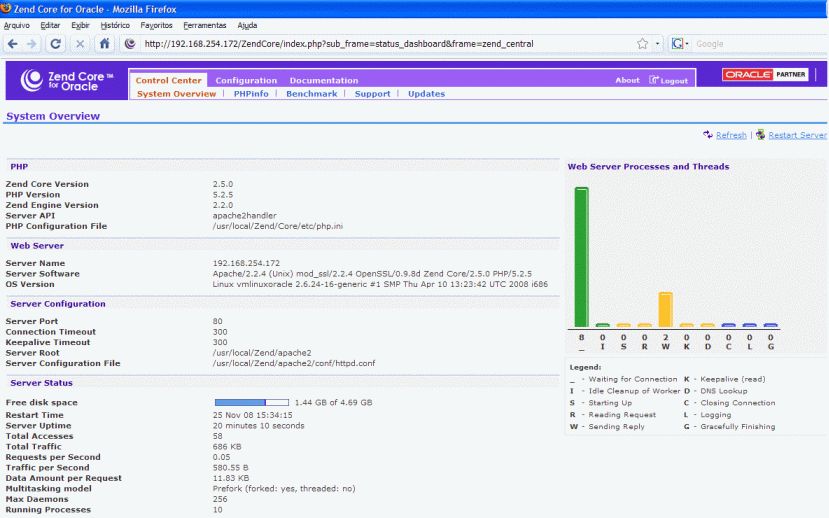 Zend Core for Oracle - Mozilla Firefox
Arquivo Editar Exibir Histórico Favoritos Ferramentas Ajuda
http://192.168.254.172/ZendCore/index.php?sub_frame=status_dashboard&frame=zend_central
Google
Zend Core™
for Oracle
Control Center Configuration Documentation
About Logout
ORACLE PARTNER
System Overview | PHPinfo | Benchmark | Support | Updates
System Overview
Refresh | Restart Server
PHP
Zend Core Version 2.5.0
PHP Version 5.2.5
Zend Engine Version 2.2.0
Server API apache2handler
PHP Configuration File /usr/local/Zend/Core/etc/php.ini
Web Server
Server Name 192.168.254.172
Server Software Apache/2.2.4 (Unix) mod_ssl/2.2.4 OpenSSL/0.9.8d Zend Core/2.5.0 PHP/5.2.5
OS Version Linux vmlinuxoracle 2.6.24-16-generic #1 SMP Thu Apr 10 13:23:42 UTC 2008 i686
Server Configuration
Server Port 80
Connection Timeout 300
Keepalive Timeout 300
Server Root /usr/local/Zend/apache2
Server Configuration File /usr/local/Zend/apache2/conf/httpd.conf
Server Status
Free disk space 1.44 GB of 4.69 GB
Restart Time 25 Nov 08 15:34:15
Server Uptime 20 minutes 10 seconds
Total Accesses 58
Total Traffic 686 KB
Requests per Second 0.05
Traffic per Second 580.55 B
Data Amount per Request 11.83 KB
Multitasking model Prefork (forked: yes, threaded: no)
Max Daemons 256
Running Processes 10
Web Server Processes and Threads
8 0 0 0 2 0 0 0 0 0
_ I S R W K D C L G
Legend:
_ - Waiting for Connection K - Keepalive (read)
I - Idle Cleanup of Worker D - DNS Lookup
S - Starting Up C - Closing Connection
R - Reading Request L - Logging
W - Sending Reply G - Gracefully Finishing